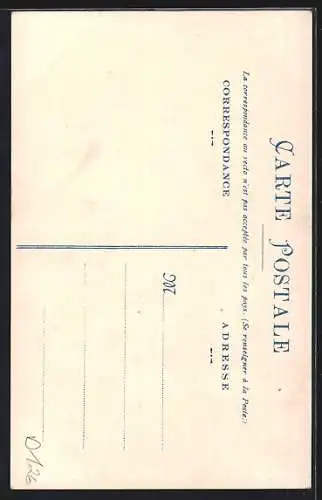 CARTE POSTALE
La correspondance au recto n'est pas acceptée par tous les pays. (Se renseigner à la Poste.)
CORRESPONDANCE
ADRESSE
M
D126